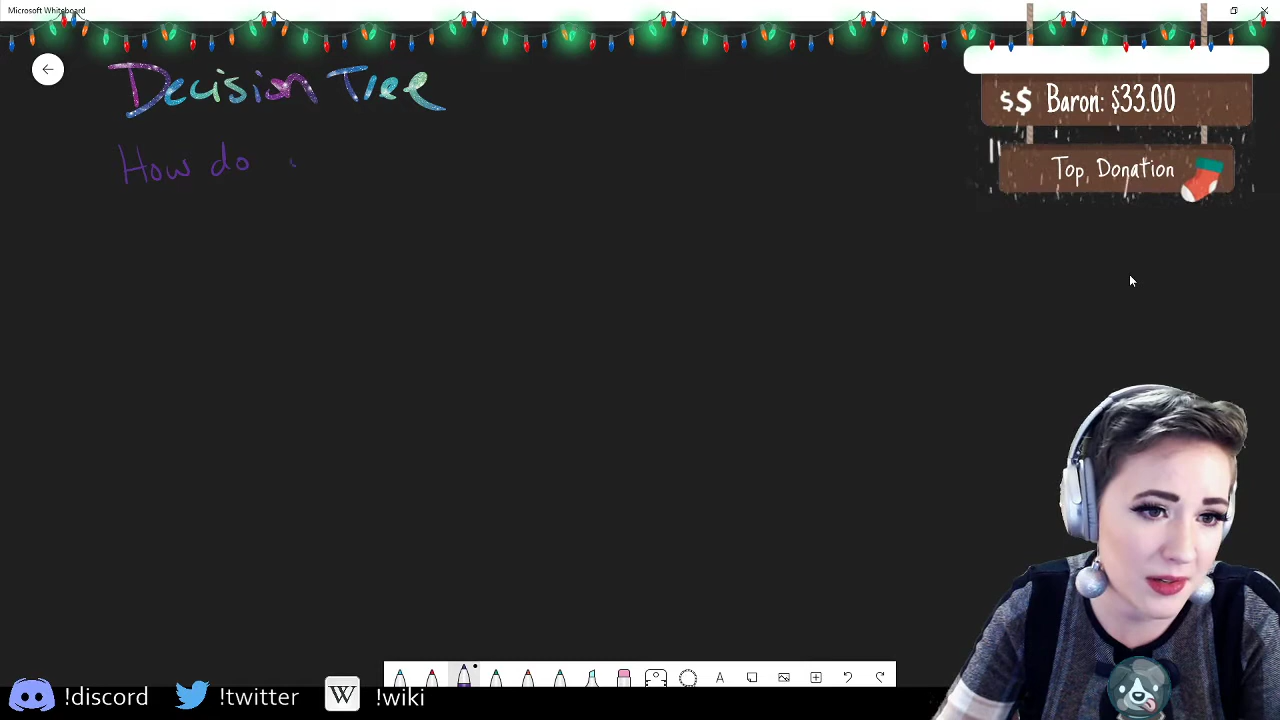 Microsoft Whiteboard
Decision Tree
How do
$$ Baron: $33.00
Top Donation
A
!discord
!twitter
W !wiki